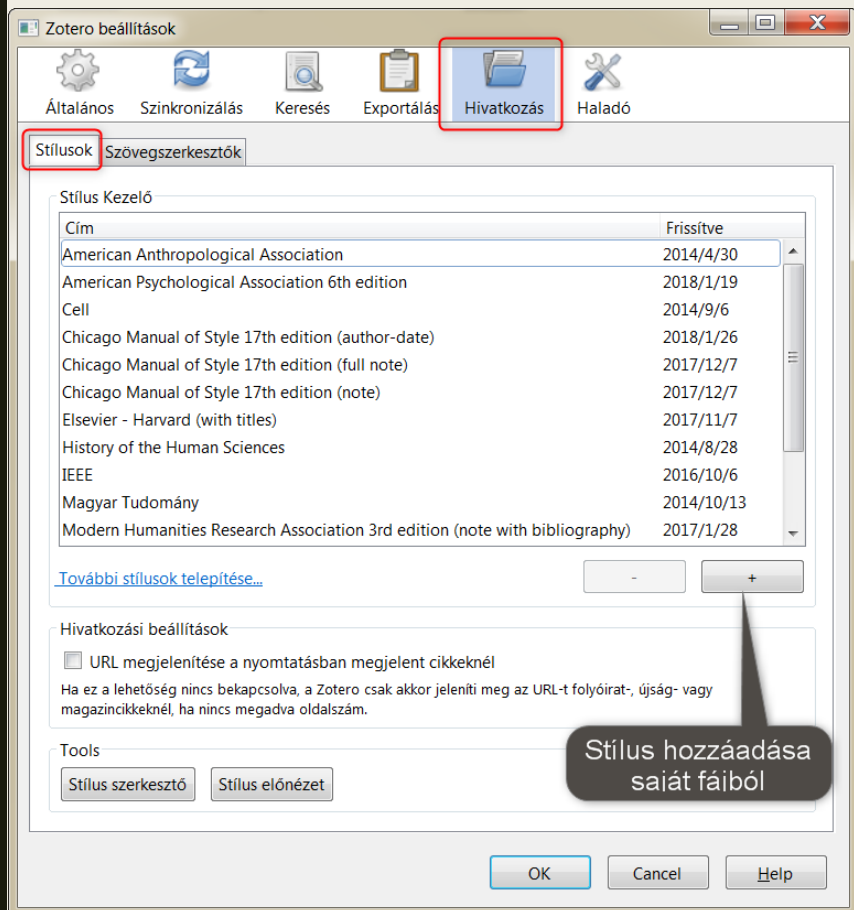 Zotero beállítások
Általános Szinkronizálás Keresés Exportálás Hivatkozás Haladó
Stílusok Szövegszerkesztők
Stílus Kezelő
Cím Frissítve
American Anthropological Association 2014/4/30
American Psychological Association 6th edition 2018/1/19
Cell 2014/9/6
Chicago Manual of Style 17th edition (author-date) 2018/1/26
Chicago Manual of Style 17th edition (full note) 2017/12/7
Chicago Manual of Style 17th edition (note) 2017/12/7
Elsevier - Harvard (with titles) 2017/11/7
History of the Human Sciences 2014/8/28
IEEE 2016/10/6
Magyar Tudomány 2014/10/13
Modern Humanities Research Association 3rd edition (note with bibliography) 2017/1/28
További stílusok telepítése...
- +
Hivatkozási beállítások
URL megjelenítése a nyomtatásban megjelent cikkeknél
Ha ez a lehetőség nincs bekapcsolva, a Zotero csak akkor jeleníti meg az URL-t folyóirat-, újság- vagy
magazincikkeknél, ha nincs megadva oldalszám.
Tools
Stílus szerkesztő Stílus előnézet
Stílus hozzáadása
saját fájból
OK Cancel Help